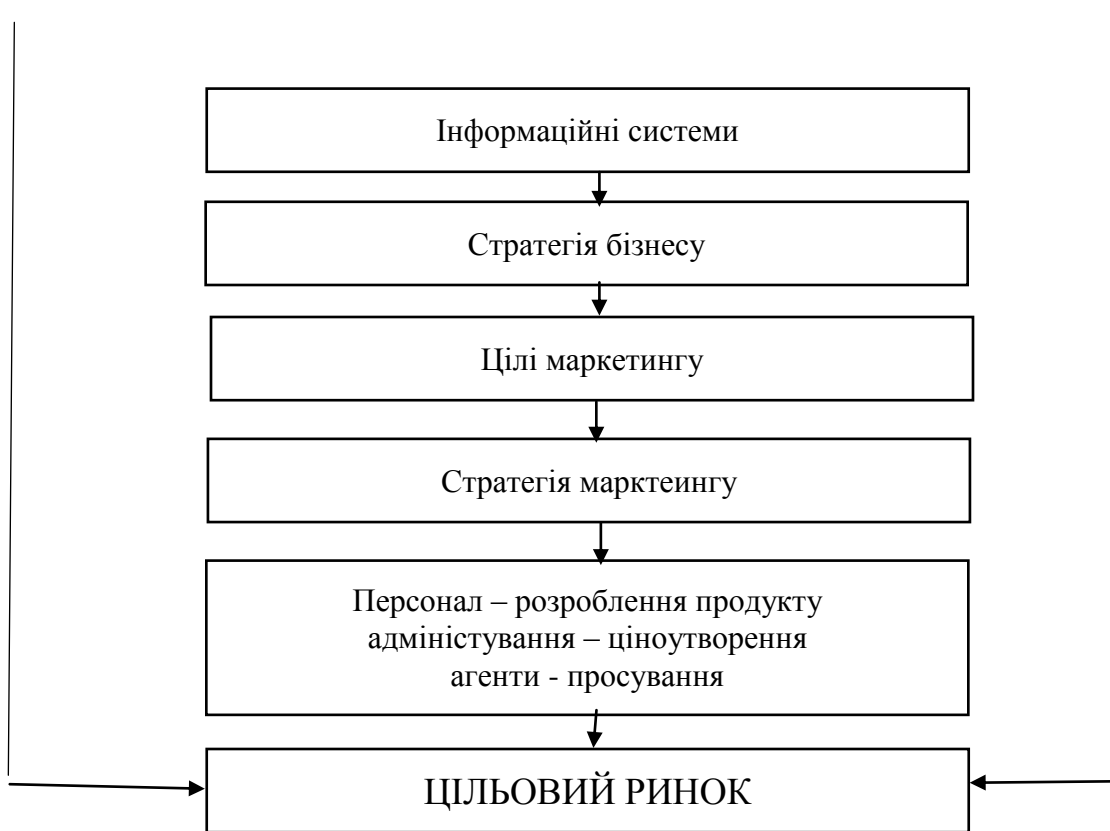 Інформаційні системи
Стратегія бізнесу
Цілі маркетингу
Стратегія марктеингу
Персонал – розроблення продукту
адміністування – ціноутворення
агенти - просування
ЦІЛЬОВИЙ РИНОК